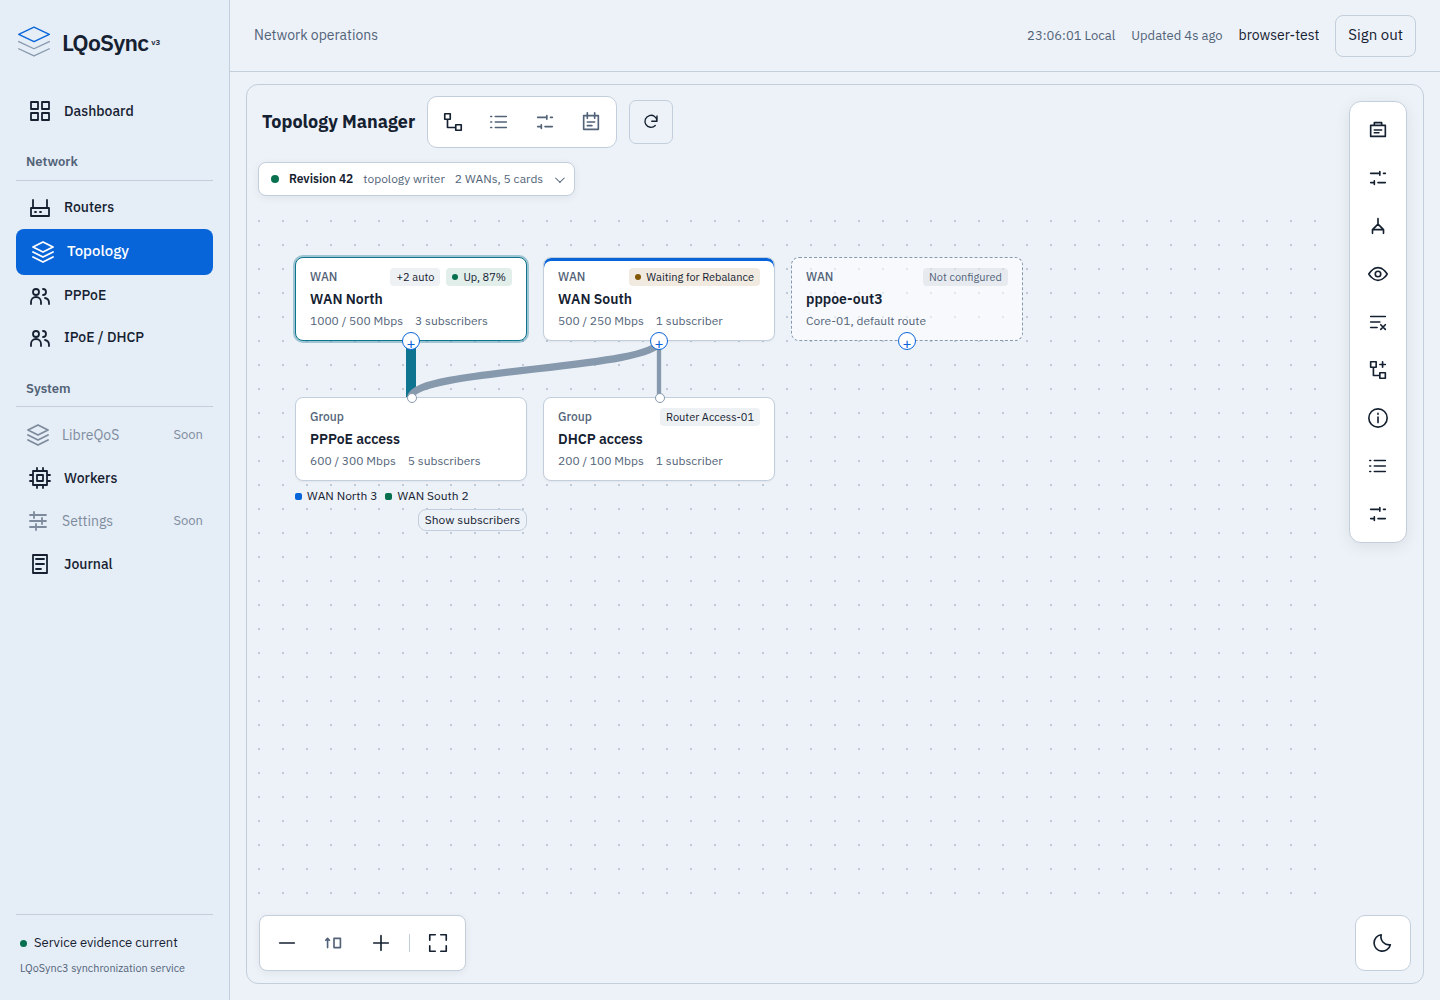 LQoSync v3
Dashboard
Network
Routers
Topology
PPPoE
IPoE / DHCP
System
LibreQoS Soon
Workers
Settings Soon
Journal
Service evidence current
LQoSync3 synchronization service
Network operations
23:06:01 Local Updated 4s ago browser-test Sign out
Topology Manager
Revision 42 topology writer 2 WANs, 5 cards
WAN +2 auto Up, 87%
WAN North
1000 / 500 Mbps 3 subscribers
WAN Waiting for Rebalance
WAN South
500 / 250 Mbps 1 subscriber
WAN Not configured
pppoe-out3
Core-01, default route
Group
PPPoE access
600 / 300 Mbps 5 subscribers
Group Router Access-01
DHCP access
200 / 100 Mbps 1 subscriber
WAN North 3 WAN South 2
Show subscribers